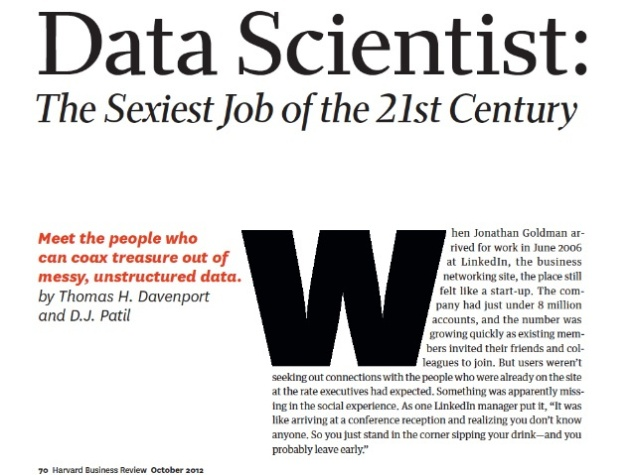 Data Scientist:
The Sexiest Job of the 21st Century
Meet the people who
can coax treasure out of
messy, unstructured data.
by Thomas H. Davenport
and D.J. Patil
When Jonathan Goldman ar-
rived for work in June 2006
at LinkedIn, the business
networking site, the place still
felt like a start-up. The com-
pany had just under 8 million
accounts, and the number was
growing quickly as existing mem-
bers invited their friends and col-
leagues to join. But users weren’t
seeking out connections with the people who were already on the site
at the rate executives had expected. Something was apparently miss-
ing in the social experience. As one LinkedIn manager put it, “It was
like arriving at a conference reception and realizing you don’t know
anyone. So you just stand in the corner sipping your drink—and you
probably leave early.”
70 Harvard Business Review October 2012